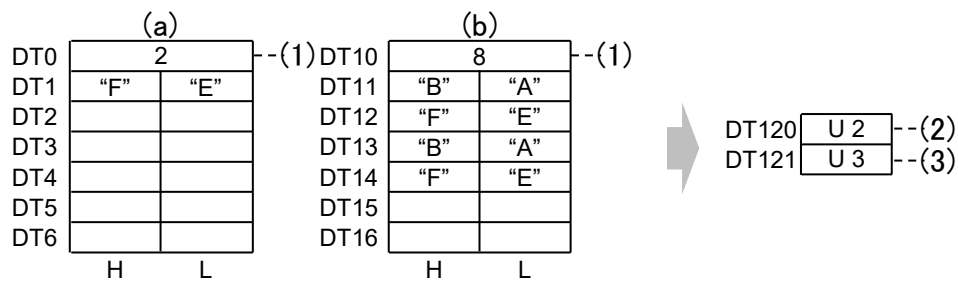 (a) (b)
DT0 2 (1) DT10 8 (1)
DT1 “F” “E” DT11 “B” “A”
DT2 DT12 “F” “E” DT120 U 2 (2)
DT3 DT13 “B” “A” DT121 U 3 (3)
DT4 DT14 “F” “E”
DT5 DT15
DT6 DT16
H L H L